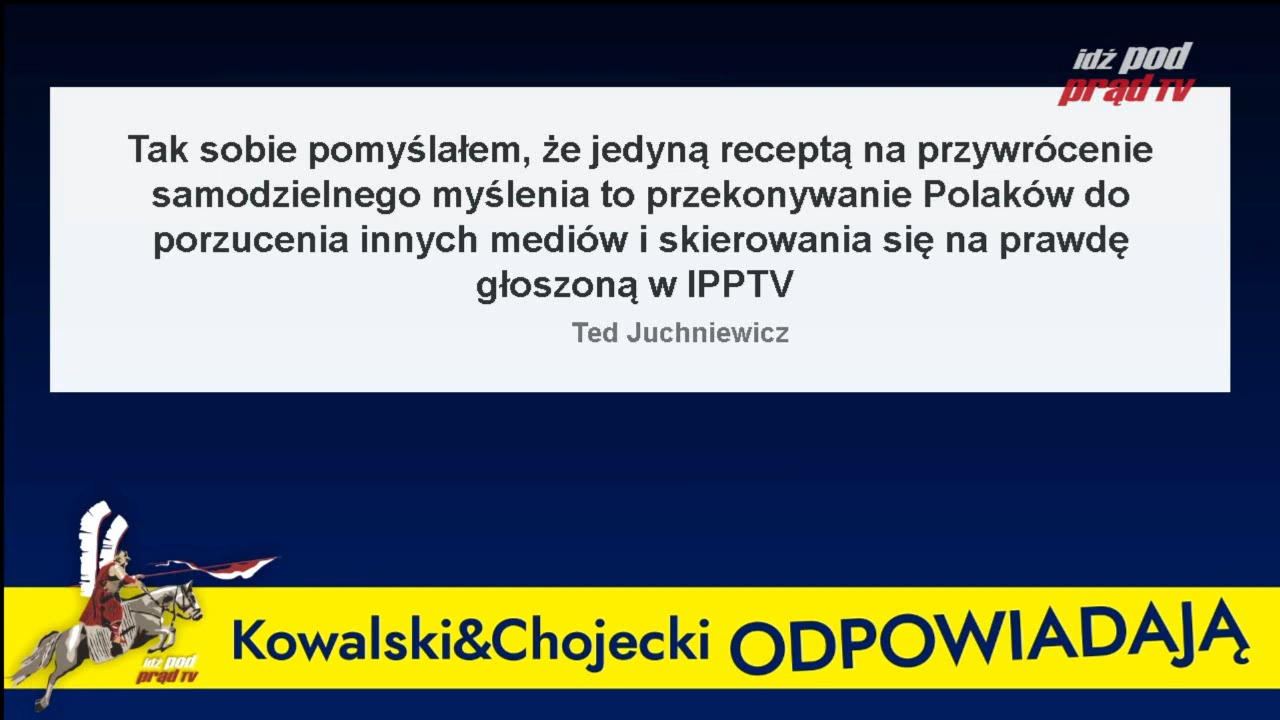 idź pod
prąd TV
Tak sobie pomyślałem, że jedyną receptą na przywrócenie
samodzielnego myślenia to przekonywanie Polaków do
porzucenia innych mediów i skierowania się na prawdę
głoszoną w IPPTV
Ted Juchniewicz
Kowalski&Chojecki ODPOWIADAJĄ
idź pod
prąd TV